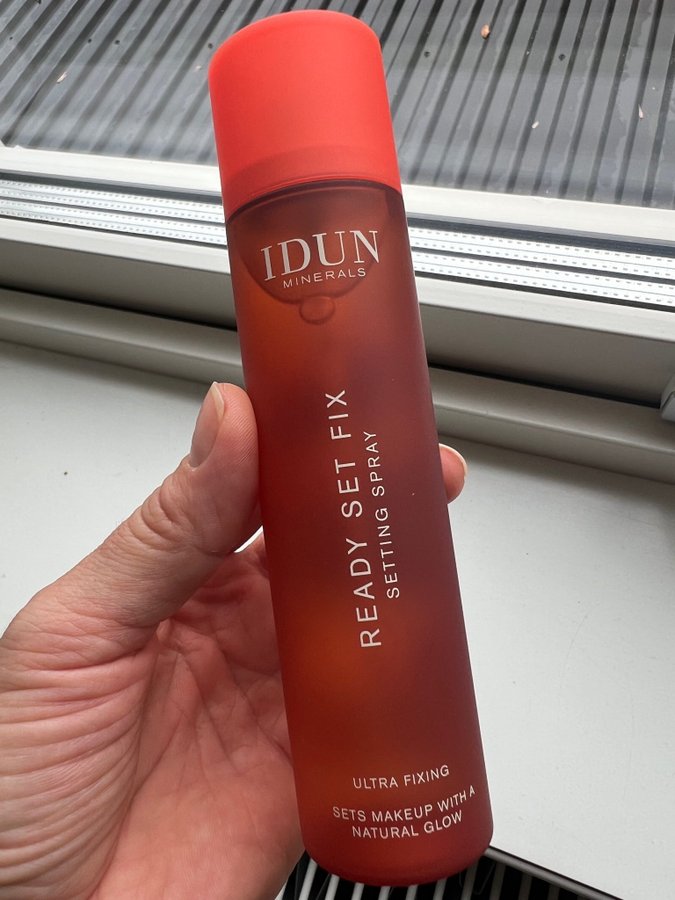 IDUN
MINERALS
READY SET FIX
SETTING SPRAY
ULTRA FIXING
SETS MAKEUP WITH A
NATURAL GLOW